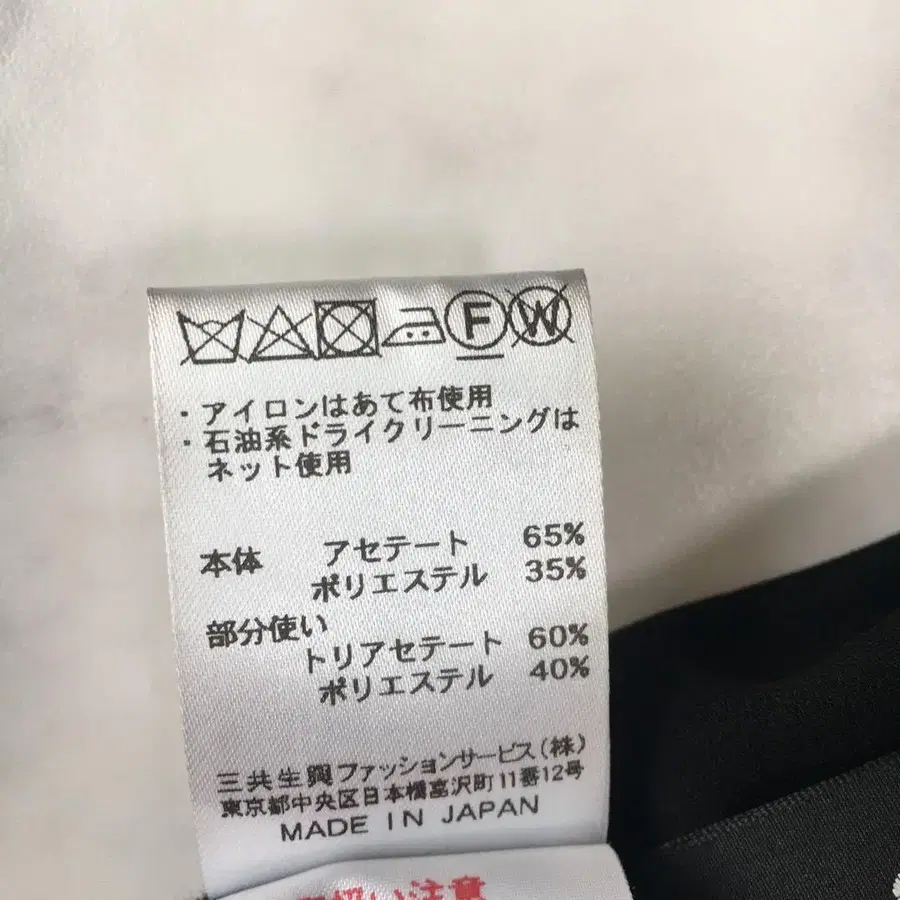 F W
・アイロンはあて布使用
・石油系ドライクリーニングは
ネット使用
本体 アセテート 65%
ポリエステル 35%
部分使い
トリアセテート 60%
ポリエステル 40%
三共生興ファッションサービス(株)
東京都中央区日本橋富沢町11番12号
MADE IN JAPAN
扱い注意